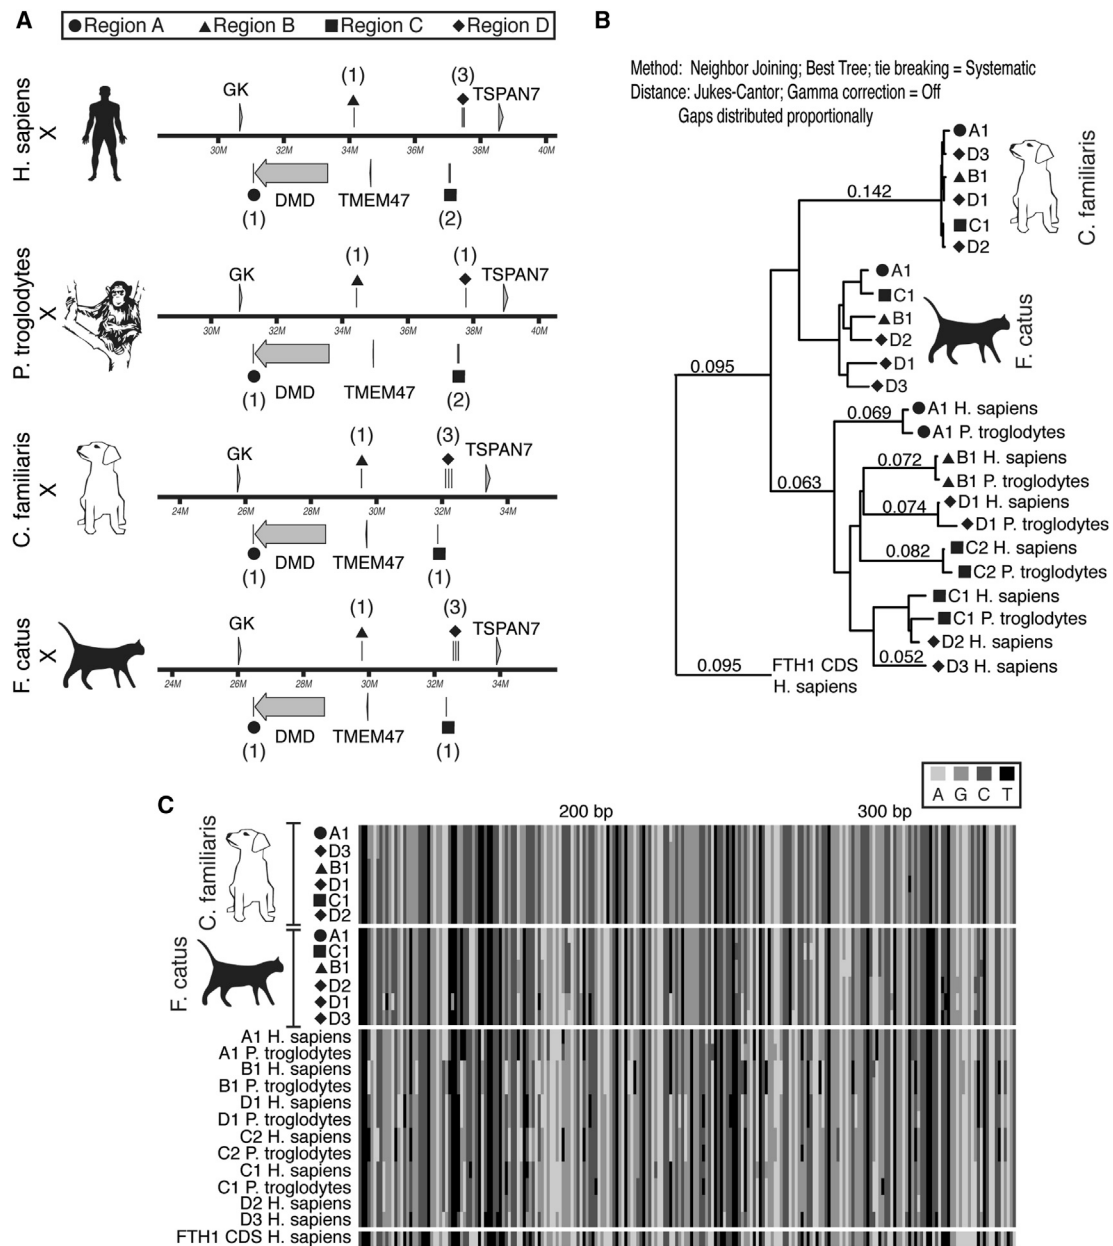 A
Region A Region B Region C Region D
H. sapiens
X
GK
(1)
(3)
TSPAN7
30M 32M 34M 36M 38M 40M
DMD
TMEM47
(1)
(2)
P. troglodytes
X
GK
(1)
(1)
TSPAN7
30M 32M 34M 36M 38M 40M
(1)
DMD
TMEM47
(2)
C. familiaris
X
GK
(1)
(3)
TSPAN7
24M 26M 28M 30M 32M 34M
DMD
TMEM47
(1)
(1)
F. catus
X
GK
(1)
(3)
TSPAN7
24M 26M 28M 30M 32M 34M
DMD
TMEM47
(1)
(1)
B
Method: Neighbor Joining; Best Tree; tie breaking = Systematic
Distance: Jukes-Cantor; Gamma correction = Off
Gaps distributed proportionally
A1
D3
B1
D1
C1
D2
0.142
C. familiaris
A1
C1
B1
D2
D1
D3
F. catus
0.095
0.069
A1 H. sapiens
A1 P. troglodytes
0.072
B1 H. sapiens
B1 P. troglodytes
0.063
0.074
D1 H. sapiens
D1 P. troglodytes
0.082
C2 H. sapiens
C2 P. troglodytes
C1 H. sapiens
C1 P. troglodytes
D2 H. sapiens
0.052
D3 H. sapiens
0.095
FTH1 CDS
H. sapiens
C
A G C T
200 bp 300 bp
C. familiaris
A1
D3
B1
D1
C1
D2
F. catus
A1
C1
B1
D2
D1
D3
A1 H. sapiens
A1 P. troglodytes
B1 H. sapiens
B1 P. troglodytes
D1 H. sapiens
D1 P. troglodytes
C2 H. sapiens
C2 P. troglodytes
C1 H. sapiens
C1 P. troglodytes
D2 H. sapiens
D3 H. sapiens
FTH1 CDS H. sapiens